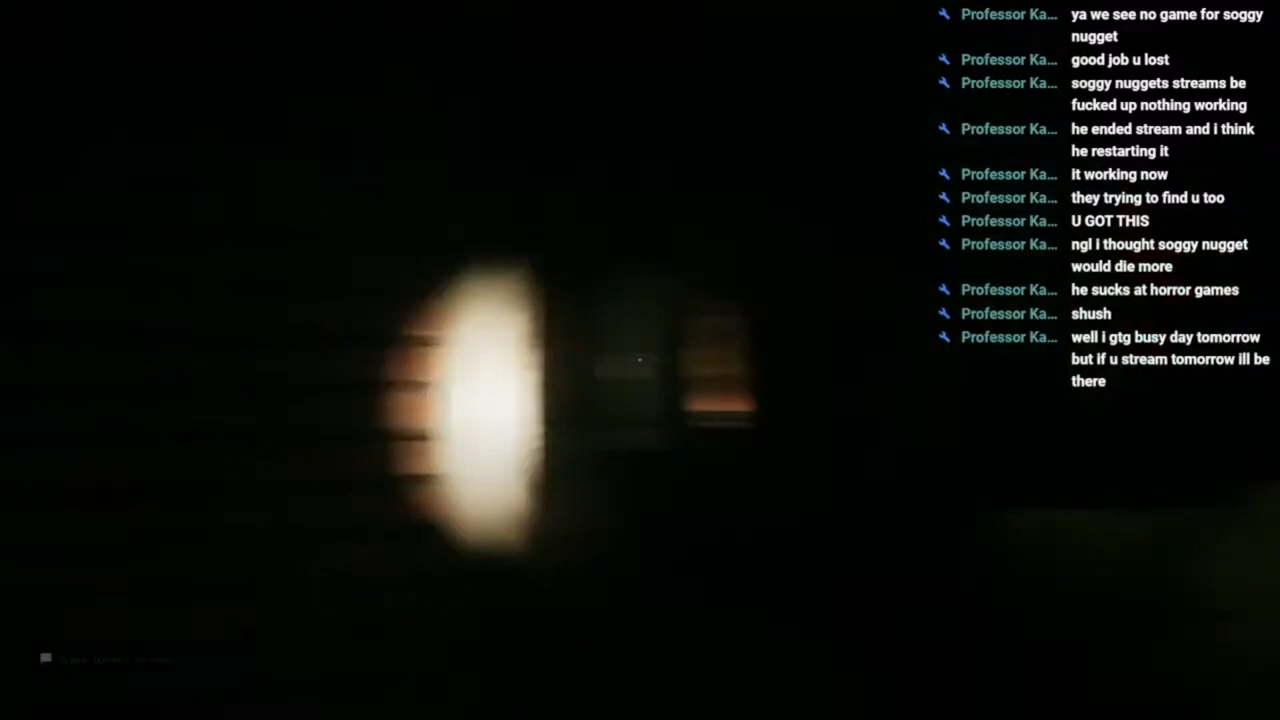 Professor Ka... ya we see no game for soggy
nugget
Professor Ka... good job u lost
Professor Ka... soggy nuggets streams be
fucked up nothing working
Professor Ka... he ended stream and i think
he restarting it
Professor Ka... it working now
Professor Ka... they trying to find u too
Professor Ka... U GOT THIS
Professor Ka... ngl i thought soggy nugget
would die more
Professor Ka... he sucks at horror games
Professor Ka... shush
Professor Ka... well i gtg busy day tomorrow
but if u stream tomorrow ill be
there